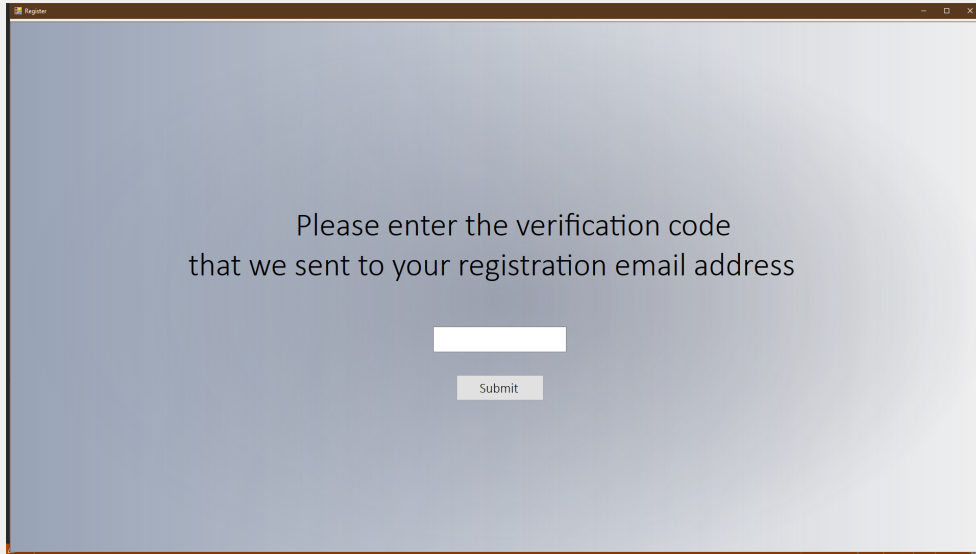 Register
Please enter the verification code
that we sent to your registration email address
Submit